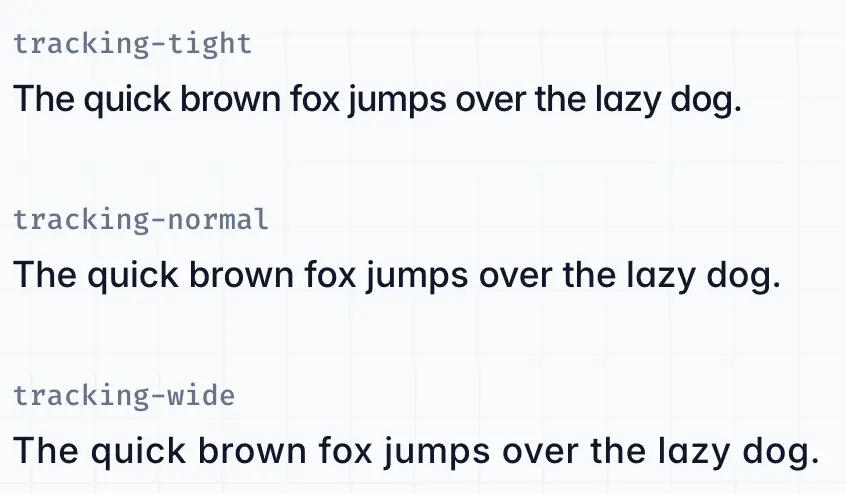 tracking-tight
The quick brown fox jumps over the lazy dog.
tracking-normal
The quick brown fox jumps over the lazy dog.
tracking-wide
The quick brown fox jumps over the lazy dog.